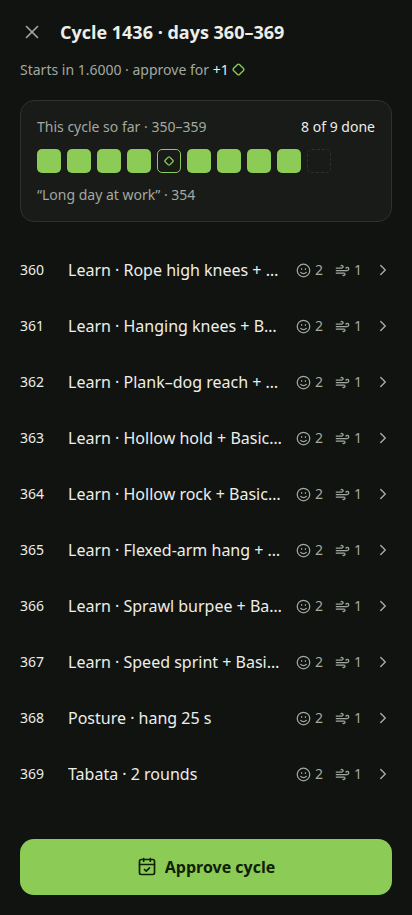 Cycle 1436 · days 360–369
Starts in 1.6000 · approve for +1
This cycle so far · 350–359 8 of 9 done
“Long day at work” · 354
360 Learn · Rope high knees + ... 2 1
361 Learn · Hanging knees + B... 2 1
362 Learn · Plank–dog reach + ... 2 1
363 Learn · Hollow hold + Basic... 2 1
364 Learn · Hollow rock + Basic... 2 1
365 Learn · Flexed-arm hang + ... 2 1
366 Learn · Sprawl burpee + Ba... 2 1
367 Learn · Speed sprint + Basi... 2 1
368 Posture · hang 25 s 2 1
369 Tabata · 2 rounds 2 1
Approve cycle